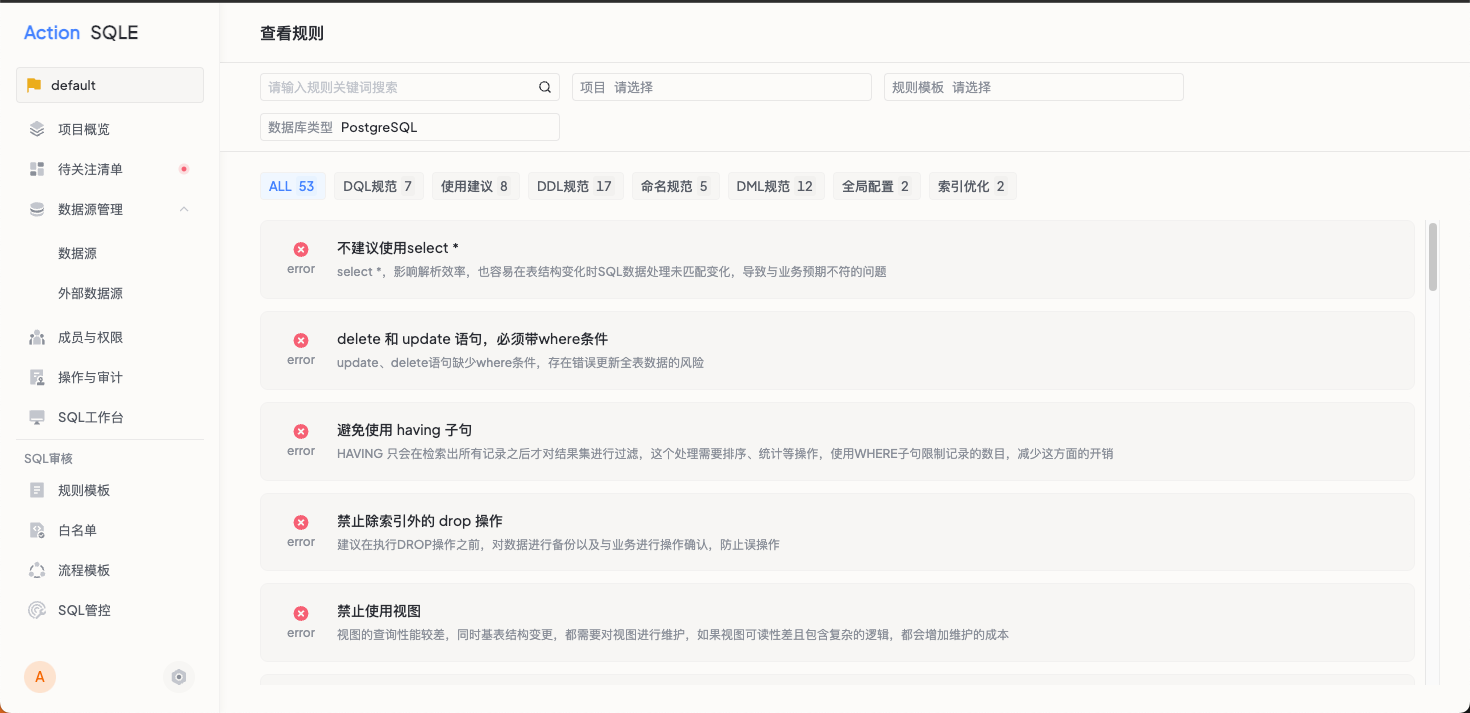 Action SQLE
default
项目概览
待关注清单
数据源管理
数据源
外部数据源
成员与权限
操作与审计
SQL工作台
SQL审核
规则模板
白名单
流程模板
SQL管控
A
查看规则
请输入规则关键词搜索
项目 请选择
规则模板 请选择
数据库类型 PostgreSQL
ALL 53 DQL规范 7 使用建议 8 DDL规范 17 命名规范 5 DML规范 12 全局配置 2 索引优化 2
不建议使用select *
error
select *，影响解析效率，也容易在表结构变化时SQL数据处理未匹配变化，导致与业务预期不符的问题
delete 和 update 语句，必须带where条件
error
update、delete语句缺少where条件，存在错误更新全表数据的风险
避免使用 having 子句
error
HAVING 只会在检索出所有记录之后才对结果集进行过滤，这个处理需要排序、统计等操作，使用WHERE子句限制记录的数目，减少这方面的开销
禁止除索引外的 drop 操作
error
建议在执行DROP操作之前，对数据进行备份以及与业务进行操作确认，防止误操作
禁止使用视图
error
视图的查询性能较差，同时基表结构变更，都需要对视图进行维护，如果视图可读性差且包含复杂的逻辑，都会增加维护的成本